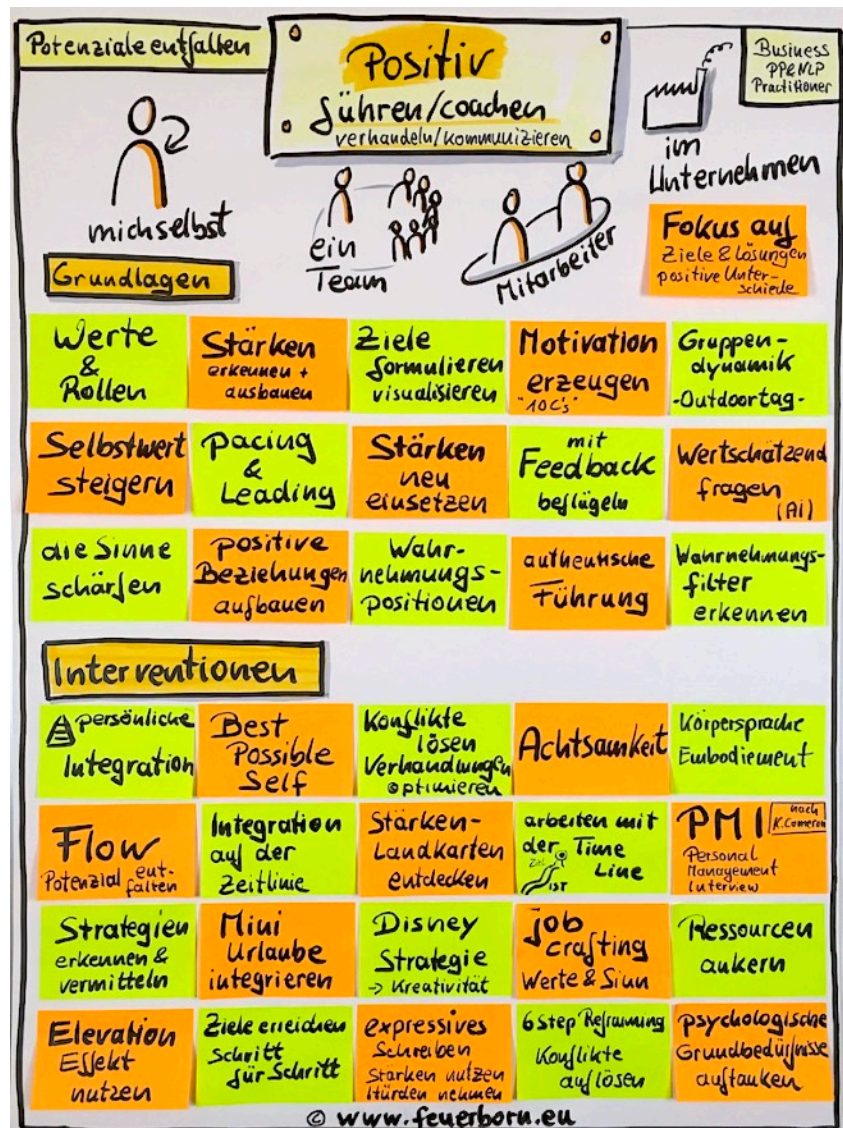 Potenziale entfalten
Positiv
führen/coachen
verhandeln/kommunizieren
Business
PP&NLP
Practitioner
michselbst
ein
Team
Mitarbeiter
im
Unternehmen
Fokus auf
Ziele & Lösungen
positive Unter-
schiede
Grundlagen
Werte
&
Rollen
Stärken
erkennen +
ausbauen
Ziele
formulieren
visualisieren
Motivation
erzeugen
"10C's"
Gruppen-
dynamik
-Outdoortag-
Selbstwert
steigern
pacing
&
Leading
Stärken
neu
einsetzen
mit
Feedback
beflügeln
Wertschätzend
fragen
(Ai)
die Sinne
schärfen
positive
Beziehungen
aufbauen
Wahr-
nehmungs-
positionen
authentische
Führung
Wahrnehmungs-
filter
erkennen
Interventionen
persönliche
Integration
Best
Possible
Self
Konflikte
lösen
Verhandlungen
optimieren
Achtsamkeit
Körpersprache
Embodiement
Flow
Potenzial ent-
falten
Integration
auf der
Zeitlinie
Stärken-
Landkarten
entdecken
arbeiten mit
der Time
Line
Ziel
IST
PMI
nach
K.Cameron
Personal
Management
Interview
Strategien
erkennen &
vermitteln
Mini
Urlaube
integrieren
Disney
Strategie
→ Kreativität
job
crafting
Werte & Sinn
Ressourcen
ankern
Elevation
Effekt
nutzen
Ziele erreichen
Schritt
für Schritt
expressives
Schreiben
Stärken nutzen
Hürden nehmen
6 Step Reframing
Konflikte
auflösen
psychologische
Grundbedürfnisse
auftanken
© www.feuerborn.eu